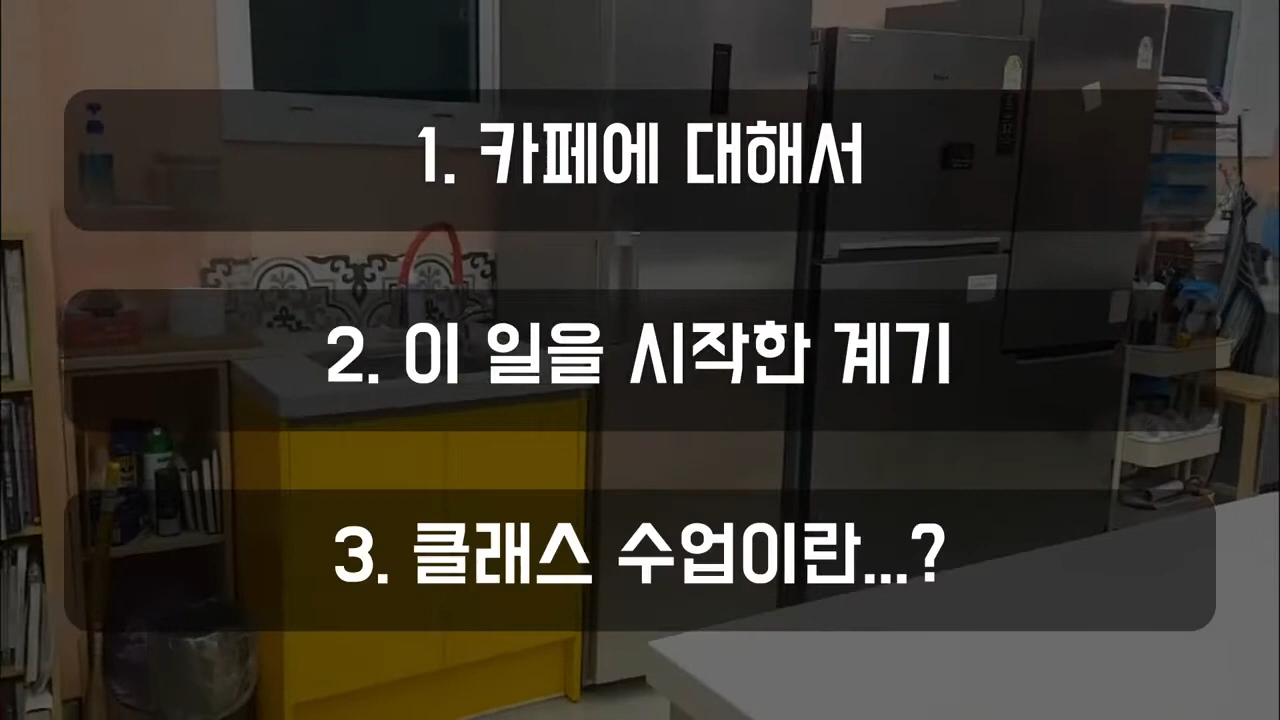 1. 카페에 대해서
2. 이 일을 시작한 계기
3. 클래스 수업이란...?